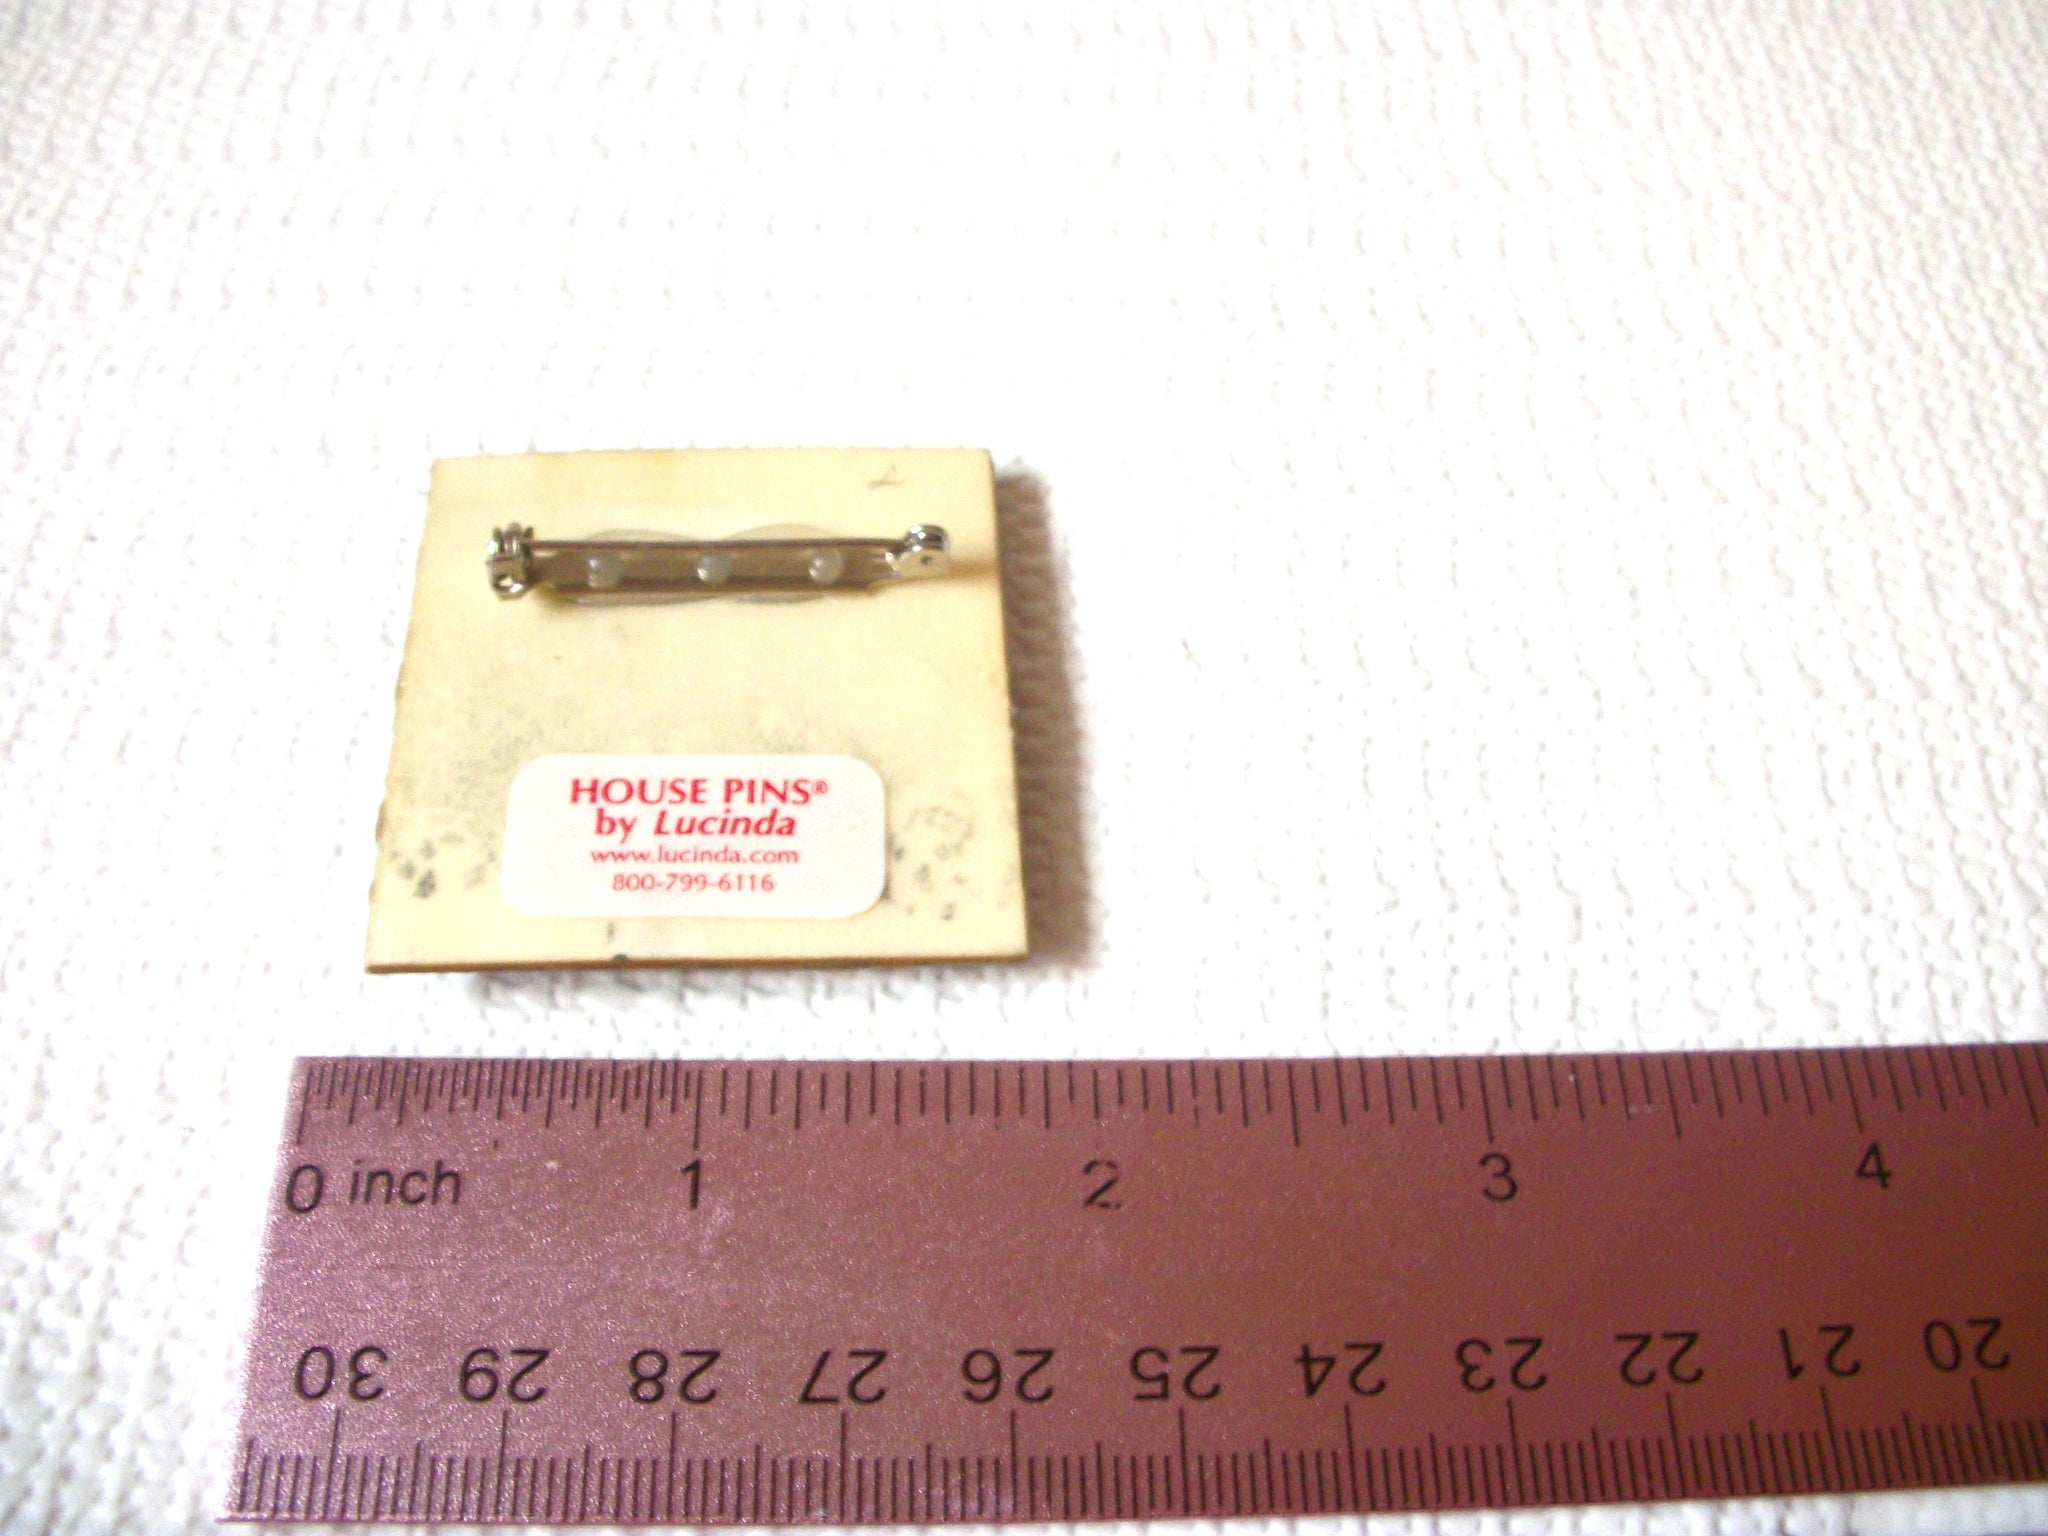 HOUSE PINS®
by Lucinda
www.lucinda.com
800-799-6116
0 inch 1 2 3 4
30 29 28 27 26 25 24 23 22 21 20